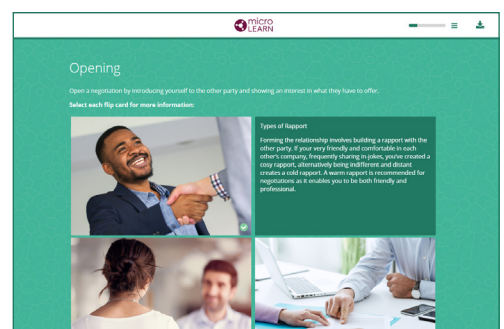 micro
LEARN
Opening
Open a negotiation by introducing yourself to the other party and showing an interest in what they have to offer.
Select each flip card for more information:
Types of Rapport
Forming the relationship involves building a rapport with the
other party. If your very friendly and comfortable in each
other's company, frequently sharing in-jokes, you've created a
cosy rapport, alternatively being indifferent and distant
creates a cold rapport. A warm rapport is recommended for
negotiations as it enables you to be both friendly and
professional.